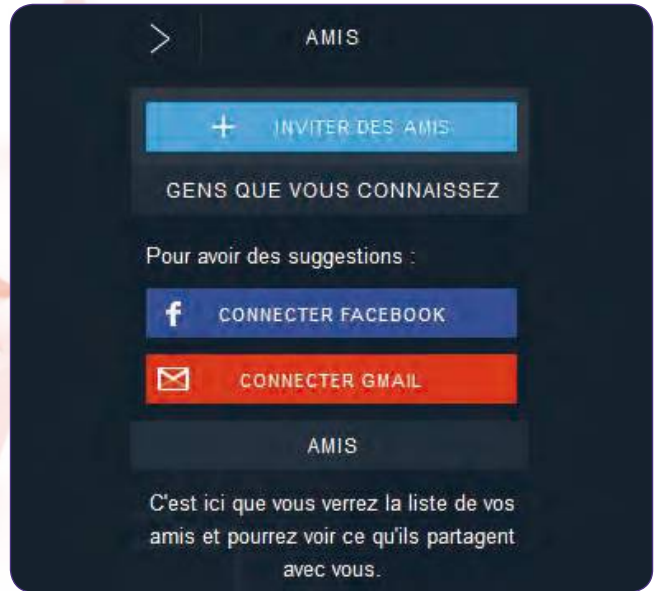 AMIS
INVITER DES AMIS
GENS QUE VOUS CONNAISSEZ
Pour avoir des suggestions :
CONNECTER FACEBOOK
CONNECTER GMAIL
AMIS
C'est ici que vous verrez la liste de vos
amis et pourrez voir ce qu'ils partagent
avec vous.